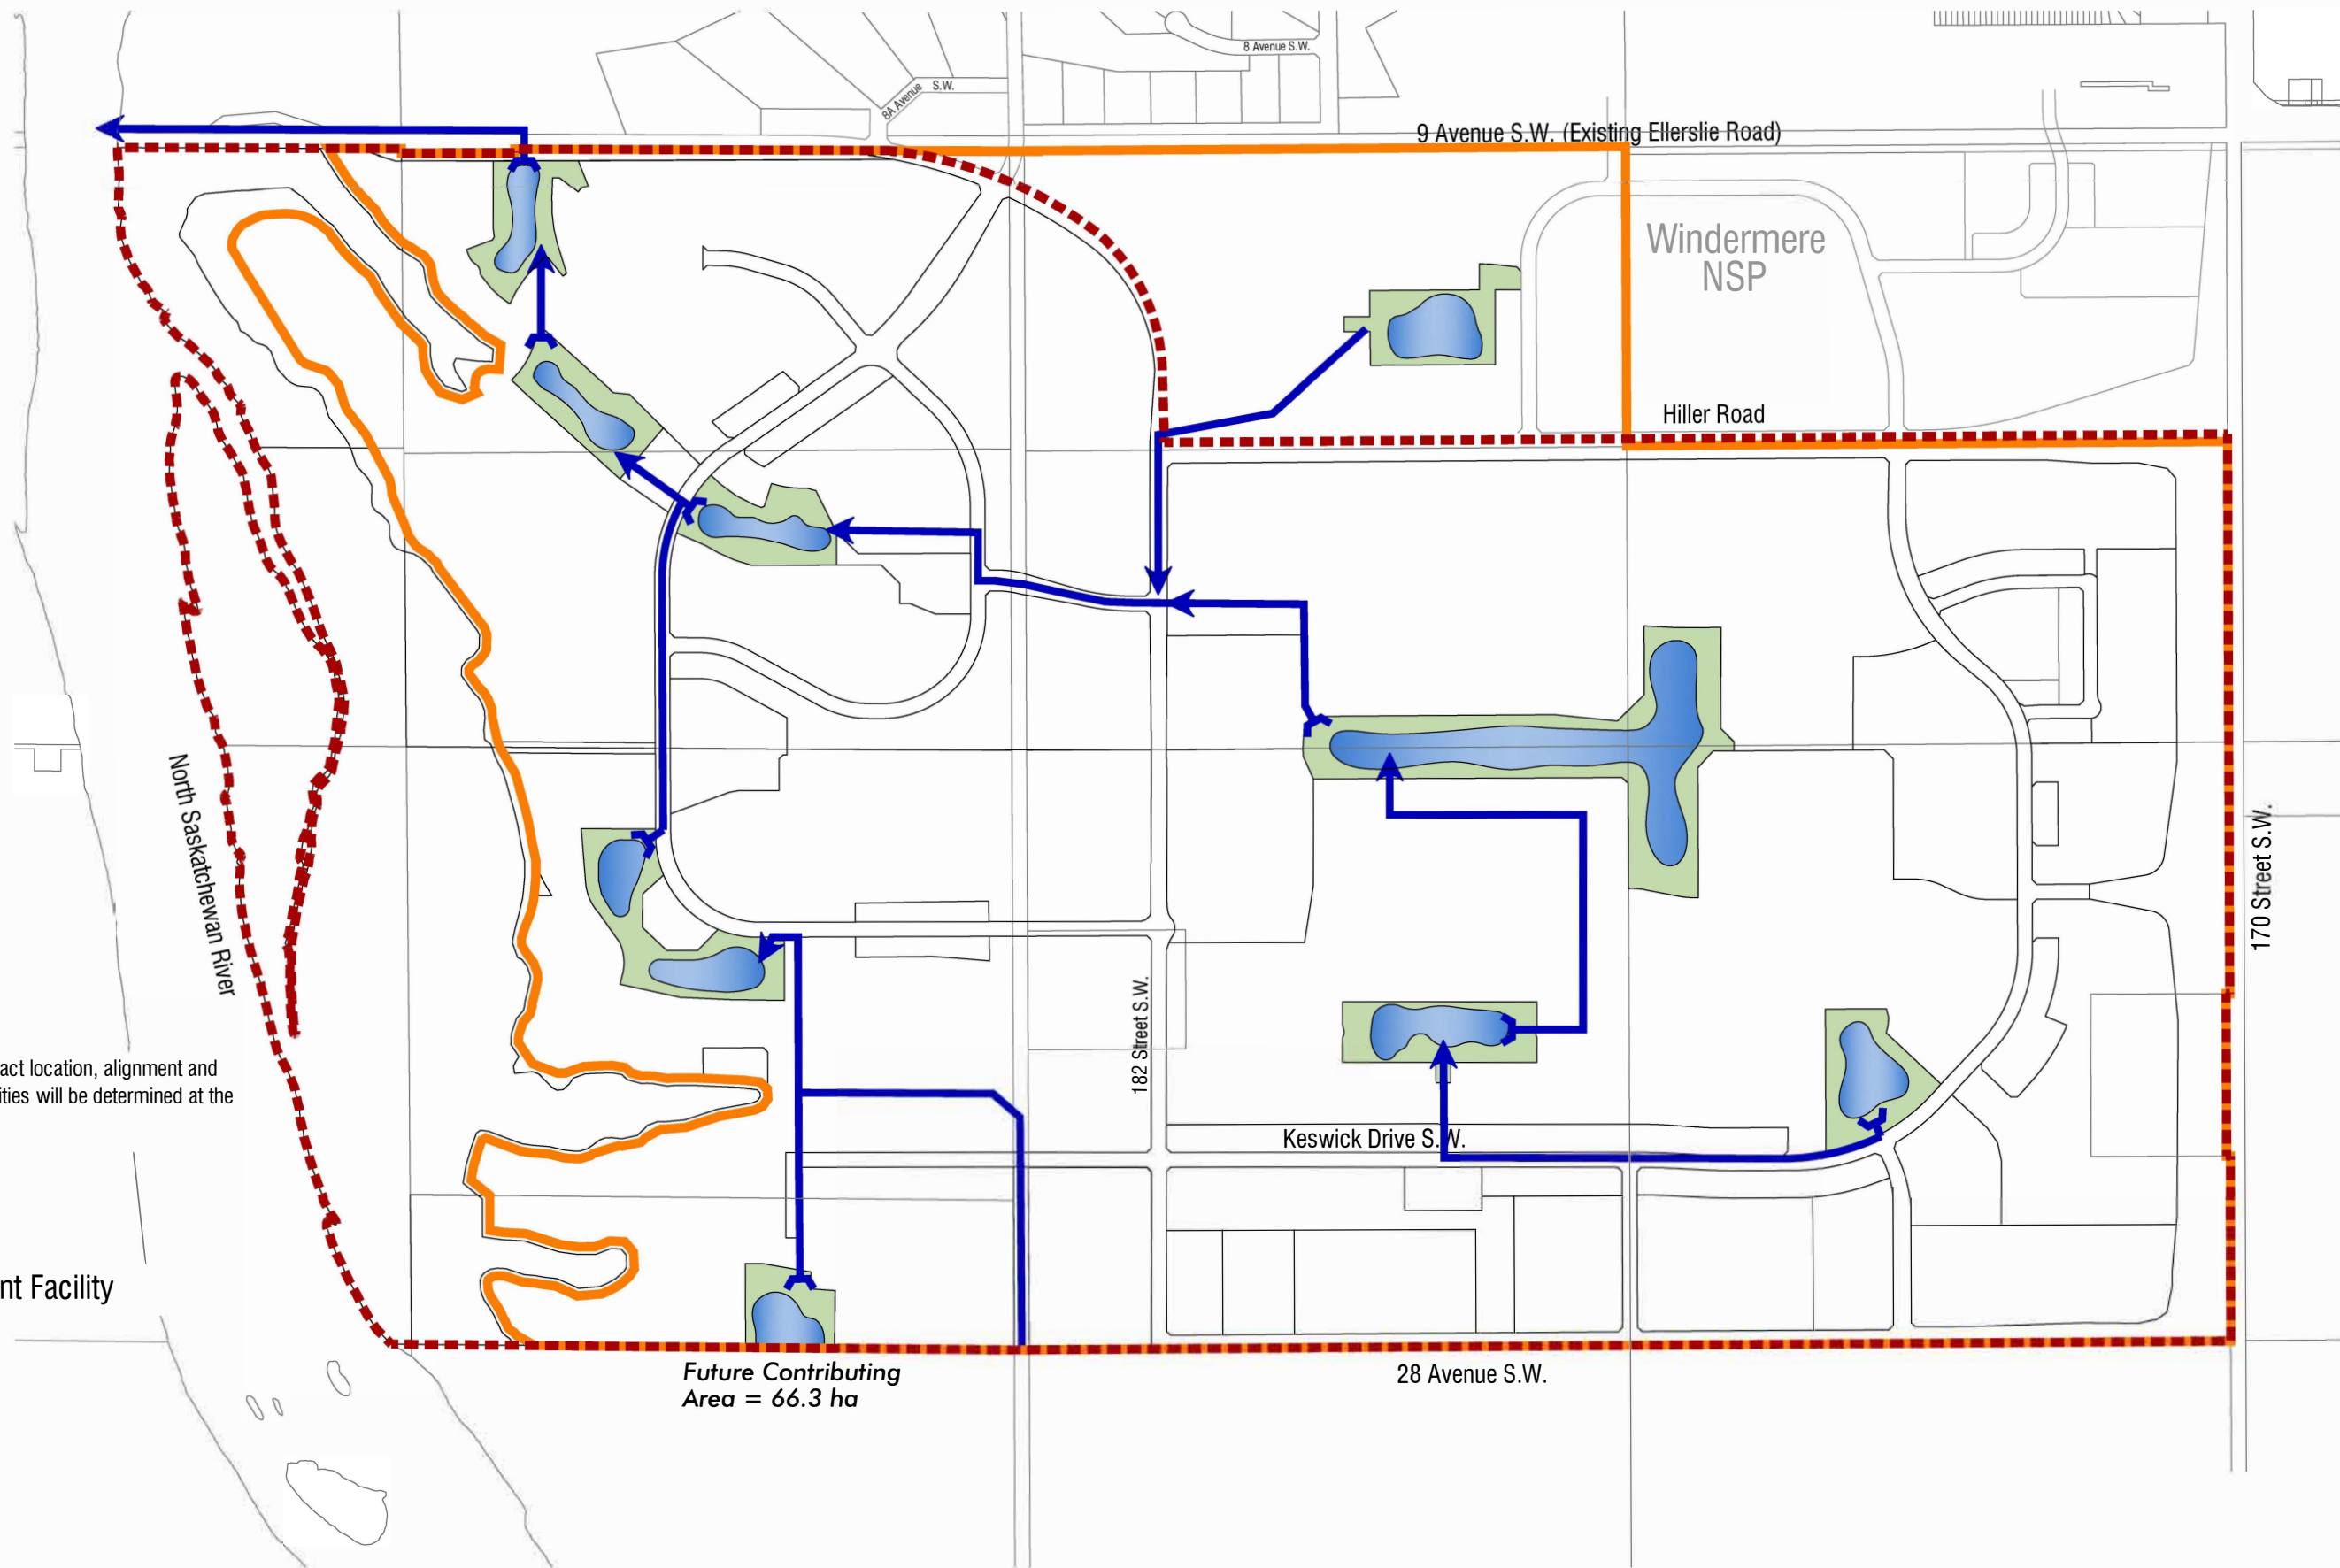 8 Avenue S.W.
8A Avenue S.W.
9 Avenue S.W. (Existing Ellerslie Road)
Windermere
NSP
Hiller Road
North Saskatchewan River
170 Street S.W.
182 Street S.W.
act location, alignment and
ities will be determined at the
Keswick Drive S.W.
nt Facility
Future Contributing
Area = 66.3 ha
28 Avenue S.W.